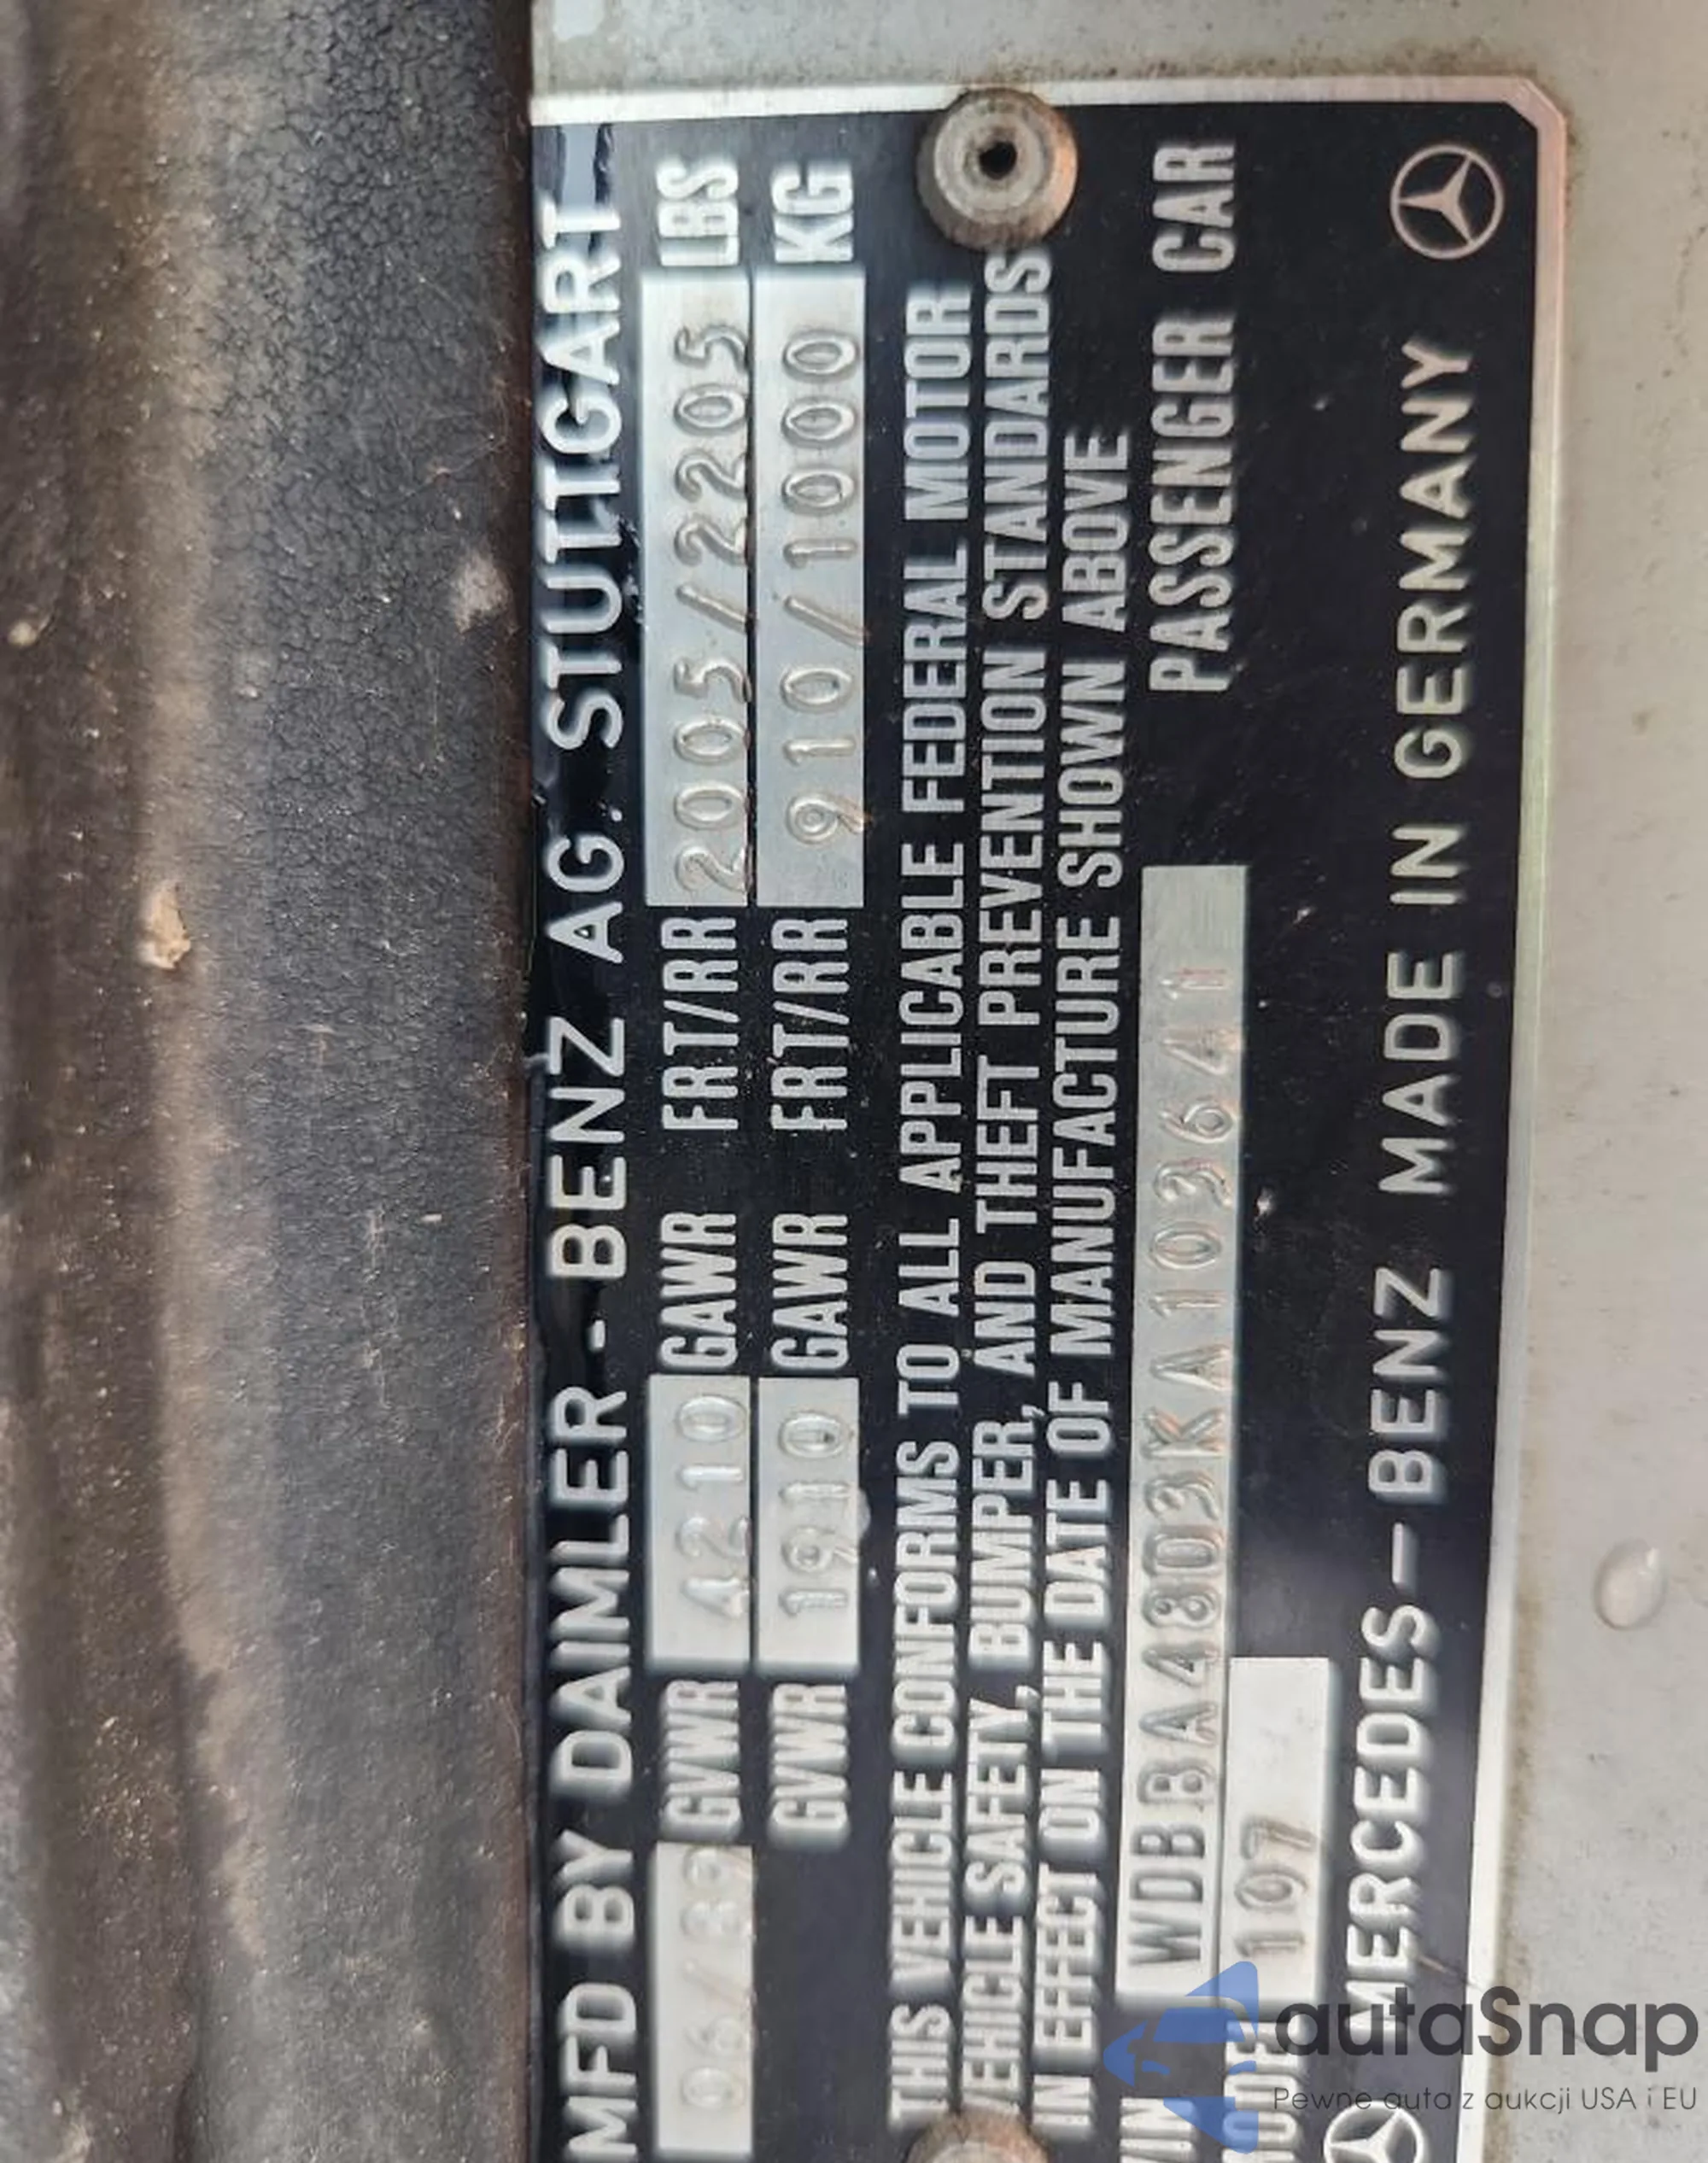 MFD BY DAIMLER - BENZ AG. STUTTGART
06/87 GVWR 4210 GAWR FRT/RR 2005/2205 LBS
GVWR 1910 GAWR FRT/RR 910/1000 KG
THIS VEHICLE CONFORMS TO ALL APPLICABLE FEDERAL MOTOR
VEHICLE SAFETY, BUMPER, AND THEFT PREVENTION STANDARDS
IN EFFECT ON THE DATE OF MANUFACTURE SHOWN ABOVE
VIN WDBBA48D3KA103641 PASSENGER CAR
MODEL 107
MERCEDES-BENZ MADE IN GERMANY
autaSnap
Pewne auta z aukcji USA i EU